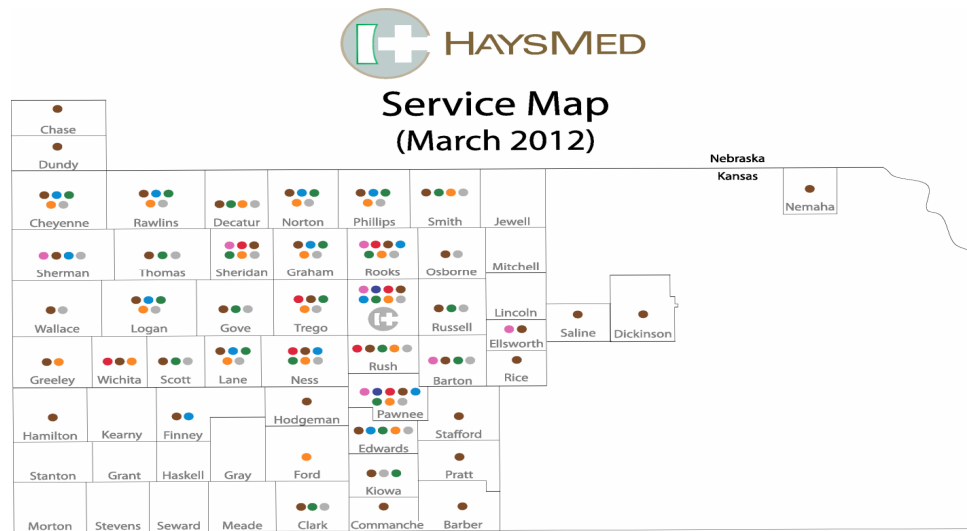 HAYSMED
Service Map
(March 2012)
Chase
Dundy
Nebraska
Kansas
Cheyenne Rawlins Decatur Norton Phillips Smith Jewell Nemaha
Sherman Thomas Sheridan Graham Rooks Osborne Mitchell
Wallace Logan Gove Trego Russell Lincoln
Ellsworth Saline Dickinson
Greeley Wichita Scott Lane Ness Rush Barton Rice
Hamilton Kearny Finney Hodgeman Pawnee Stafford
Edwards
Stanton Grant Haskell Gray Ford Kiowa Pratt
Morton Stevens Seward Meade Clark Commanche Barber